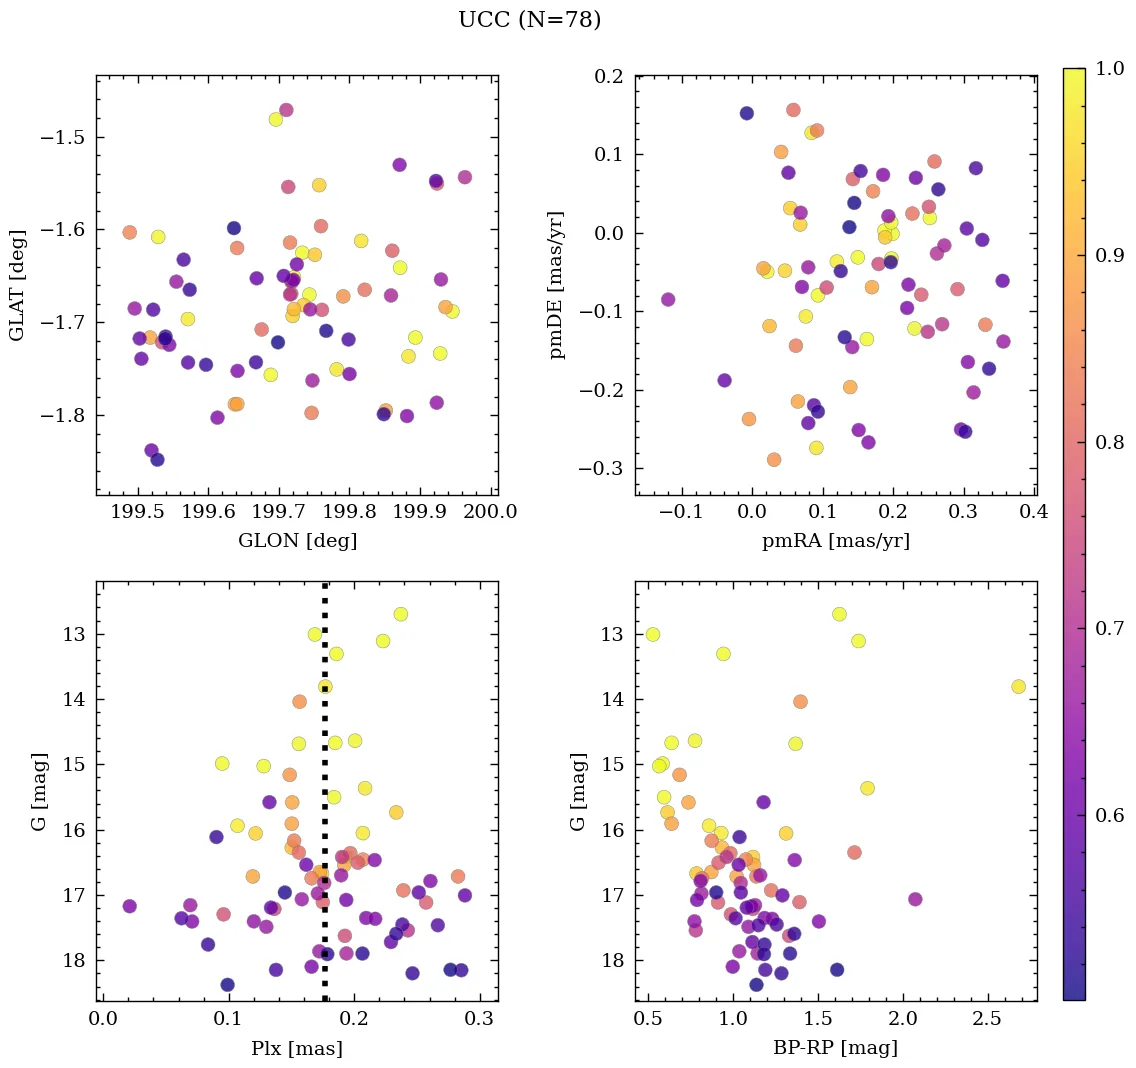 UCC (N=78)
−1.5
−1.6
−1.7
−1.8
GLAT [deg]
199.5 199.6 199.7 199.8 199.9 200.0
GLON [deg]
0.2
0.1
0.0
−0.1
−0.2
−0.3
pmDE [mas/yr]
−0.1 0.0 0.1 0.2 0.3 0.4
pmRA [mas/yr]
13
14
15
16
17
18
G [mag]
0.0 0.1 0.2 0.3
Plx [mas]
13
14
15
16
17
18
G [mag]
0.5 1.0 1.5 2.0 2.5
BP-RP [mag]
1.0
0.9
0.8
0.7
0.6